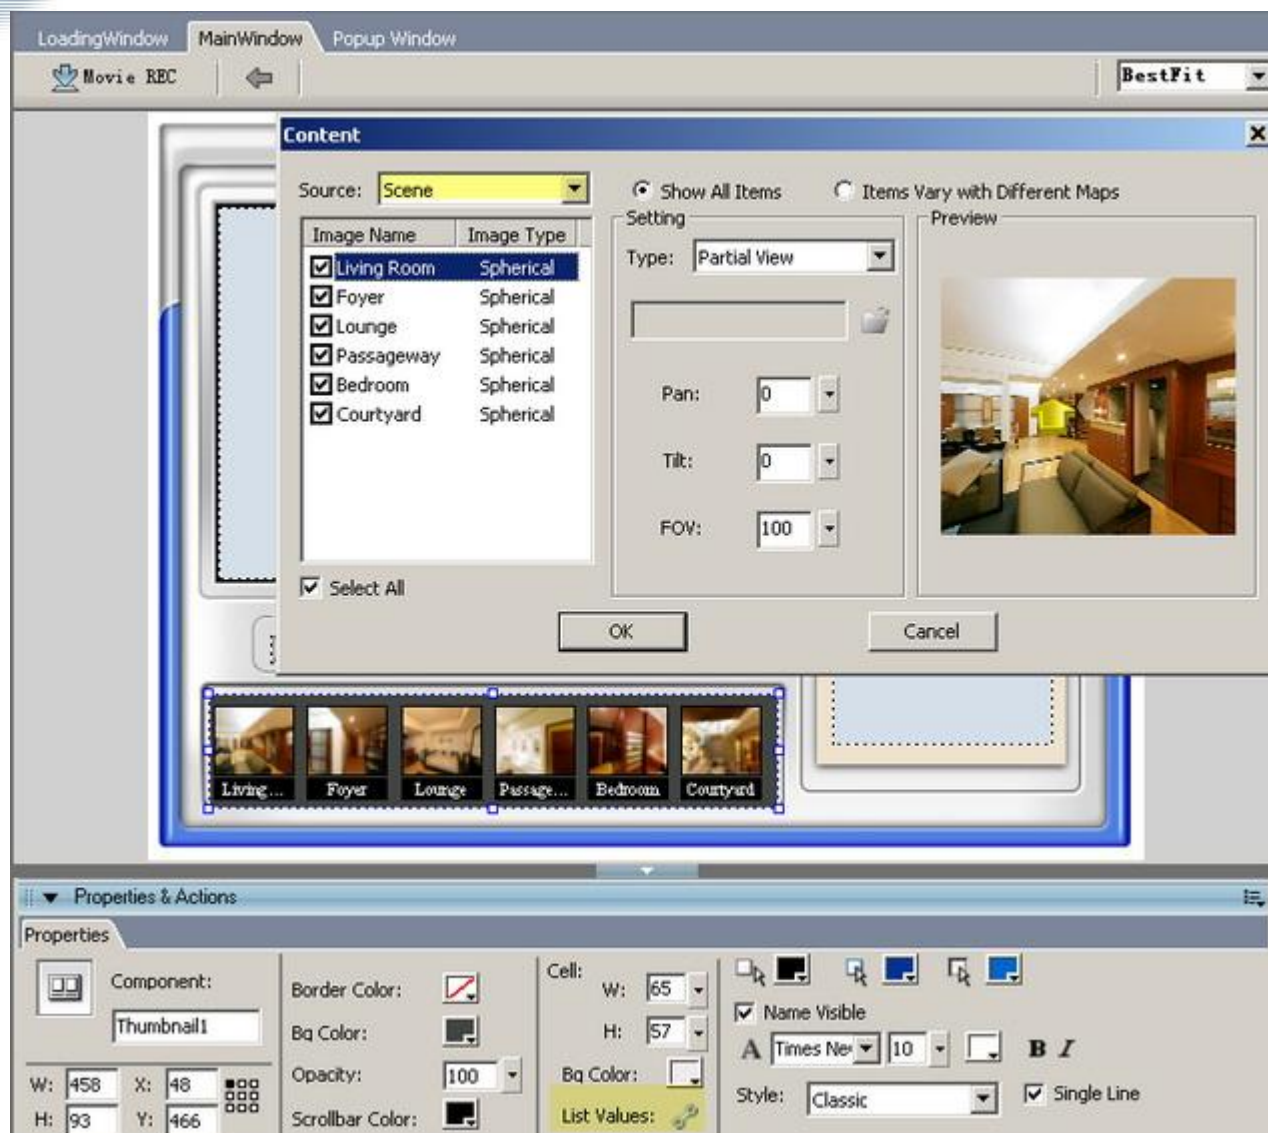 LoadingWindow MainWindow Popup Window
Movie REC BestFit
Content
Source: Scene Show All Items Items Vary with Different Maps
Image Name Image Type
Living Room Spherical
Foyer Spherical
Lounge Spherical
Passageway Spherical
Bedroom Spherical
Courtyard Spherical
Select All
Setting
Type: Partial View
Pan: 0
Tilt: 0
FOV: 100
Preview
OK Cancel
Living... Foyer Lounge Passage... Bedroom Courtyard
Properties & Actions
Properties
Component:
Thumbnail1
W: 458 X: 48
H: 93 Y: 466
Border Color:
Bg Color:
Opacity: 100
Scrollbar Color:
Cell:
W: 65
H: 57
Bg Color:
List Values:
Name Visible
A Times Ne 10 B I
Style: Classic Single Line